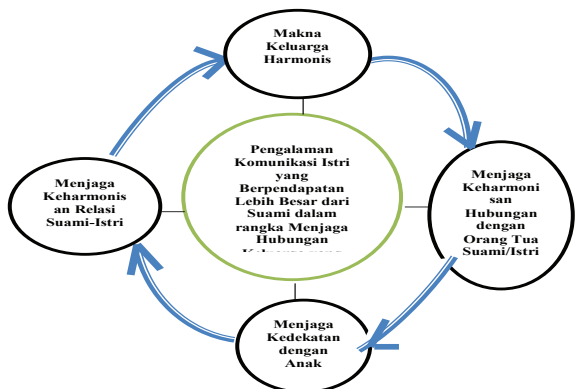 Makna
Keluarga
Harmonis
Pengalaman
Komunikasi Istri
yang
Berpendapatan
Lebih Besar dari
Suami dalam
rangka Menjaga
Hubungan
Menjaga
Keharmoni
san
Hubungan
dengan
Orang Tua
Suami/Istri
Menjaga
Kedekatan
dengan
Anak
Menjaga
Keharmonis
an Relasi
Suami-Istri